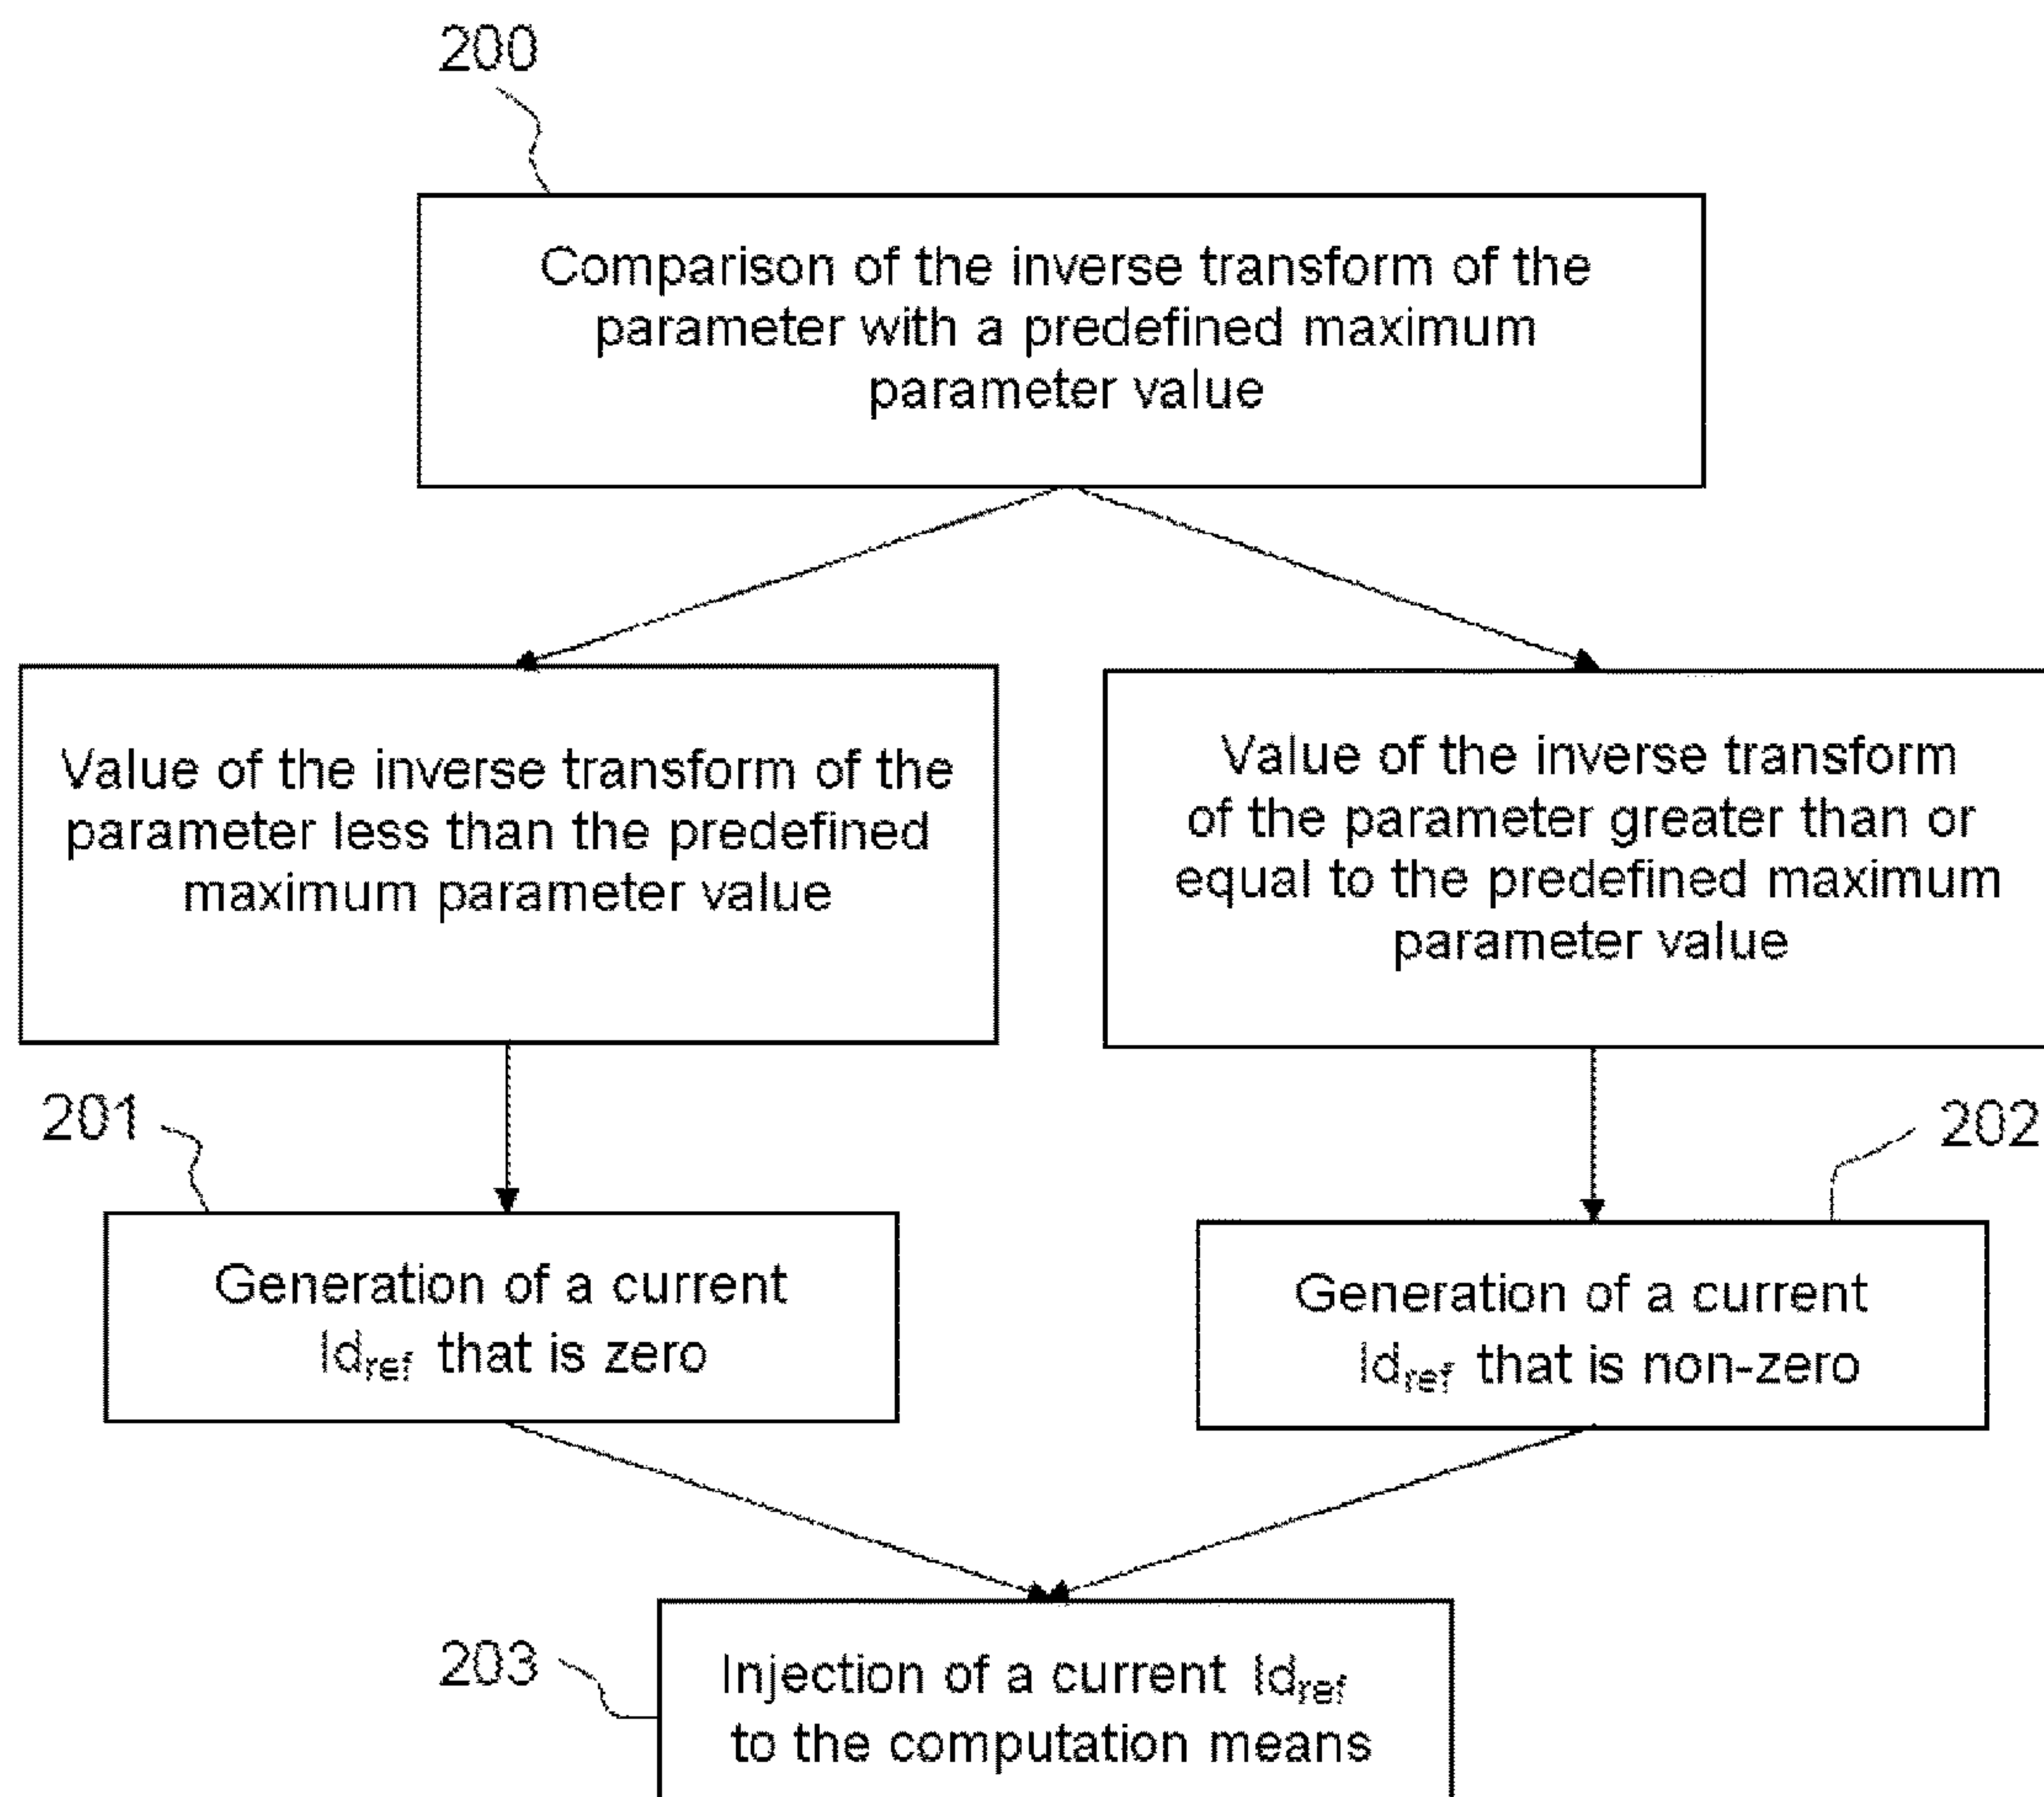 200
Comparison of the inverse transform of the
parameter with a predefined maximum
parameter value
Value of the inverse transform of the
parameter less than the predefined
maximum parameter value
Value of the inverse transform
of the parameter greater than or
equal to the predefined maximum
parameter value
201
202
Generation of a current
Id_ref that is zero
Generation of a current
Id_ref that is non-zero
203
Injection of a current Id_ref
to the computation means